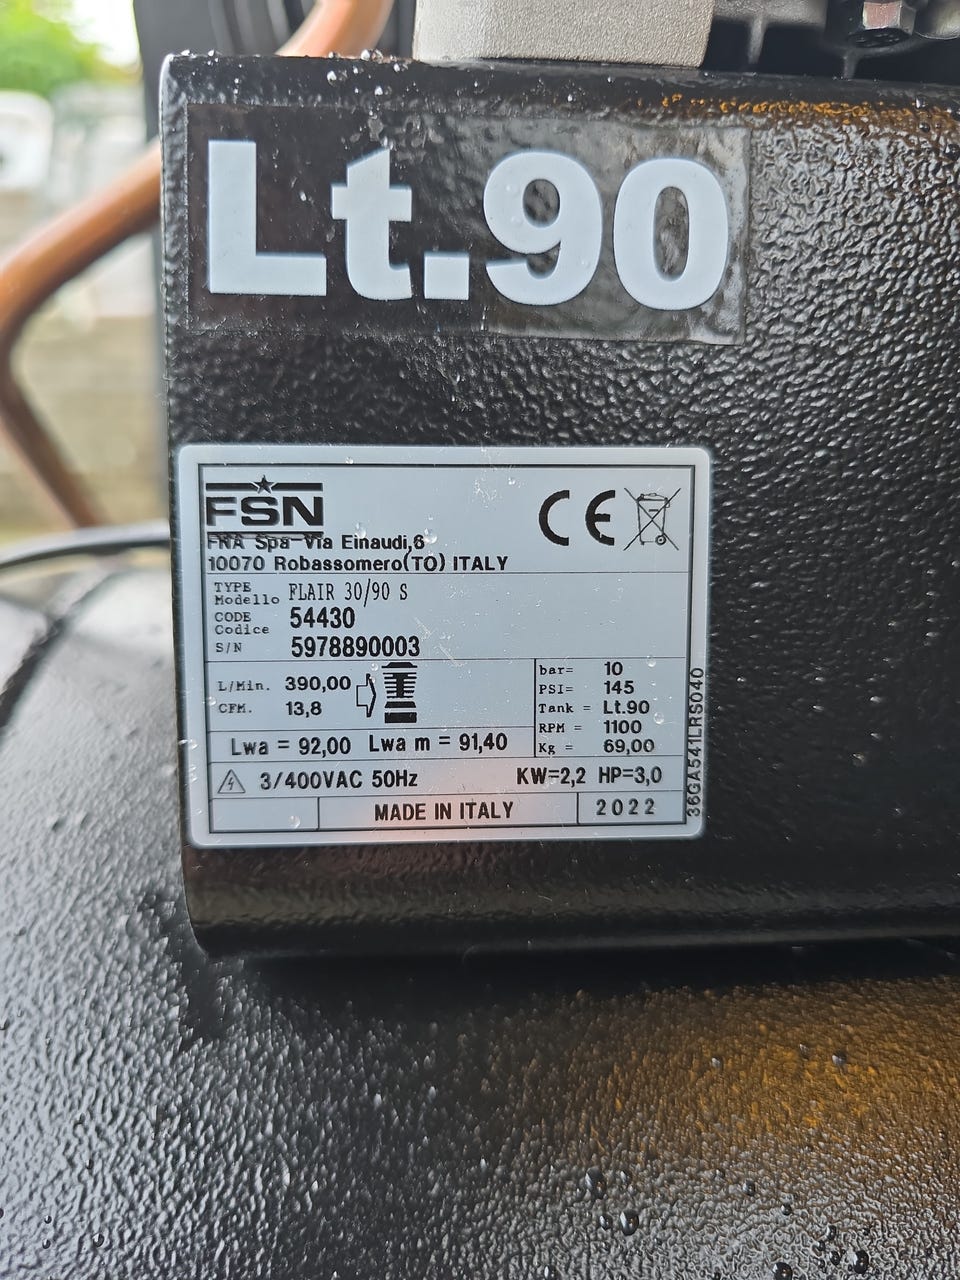 Lt.90
FSN
FNA Spa-Via Einaudi,6
10070 Robassomero(TO) ITALY
TYPE
Modello FLAIR 30/90 S
CODE
Codice 54430
S/N 5978890003
L/Min. 390,00
CFM. 13,8
bar= 10
PSI= 145
Tank = Lt.90
RPM = 1100
Kg = 69,00
Lwa = 92,00 Lwa m = 91,40
3/400VAC 50Hz KW=2,2 HP=3,0
MADE IN ITALY 2022
36GA541LRS040
CE